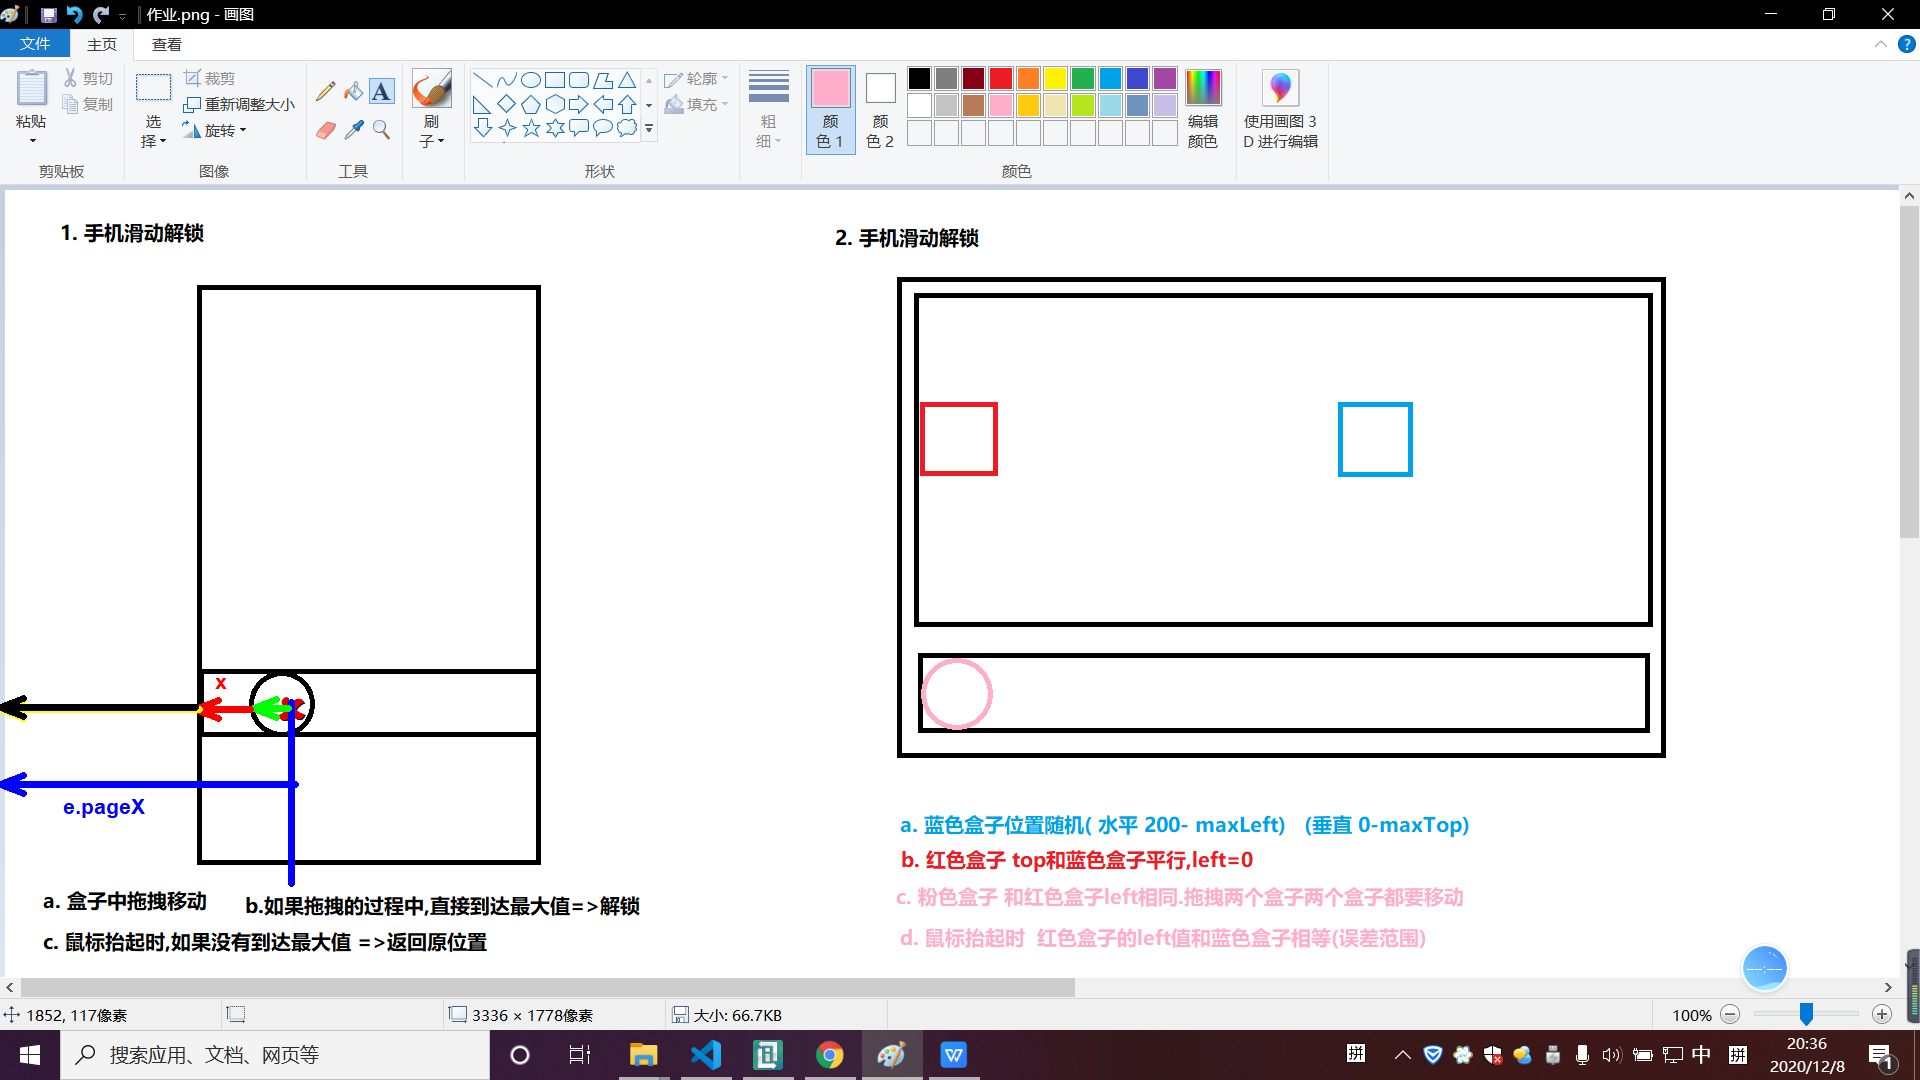 作业.png - 画图
文件 主页 查看
粘贴 剪切 复制 剪贴板
选择 裁剪 重新调整大小 旋转 图像
A
工具
刷子
轮廓 填充 形状
粗细
颜色 1 颜色 2 编辑颜色 颜色
使用画图 3D 进行编辑
1. 手机滑动解锁
x
e.pageX
a. 盒子中拖拽移动
b.如果拖拽的过程中,直接到达最大值=>解锁
c. 鼠标抬起时,如果没有到达最大值 =>返回原位置
2. 手机滑动解锁
a. 蓝色盒子位置随机( 水平 200- maxLeft) (垂直 0-maxTop)
b. 红色盒子 top和蓝色盒子平行,left=0
c. 粉色盒子 和红色盒子left相同.拖拽两个盒子两个盒子都要移动
d. 鼠标抬起时 红色盒子的left值和蓝色盒子相等(误差范围)
--:--
1852, 117像素 3336 × 1778像素 大小: 66.7KB 100%
搜索应用、文档、网页等
拼 中 拼
20:36
2020/12/8
1